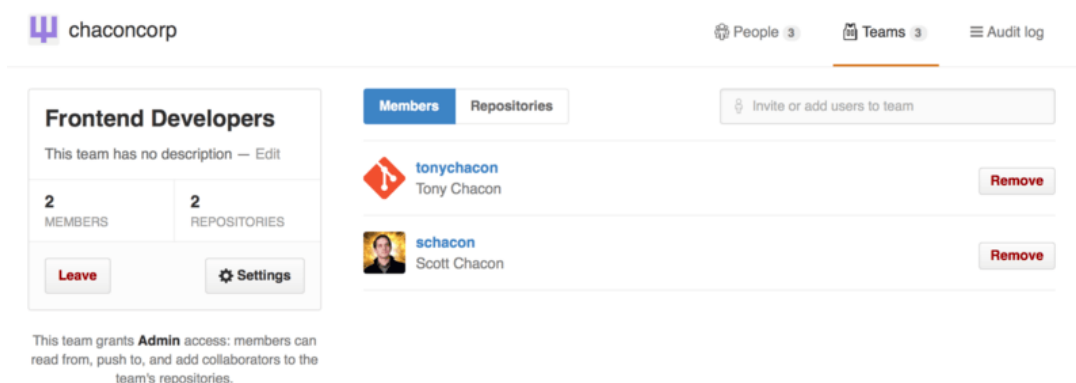 chaconcorp
People 3
Teams 3
Audit log
Frontend Developers
This team has no description — Edit
2
MEMBERS
2
REPOSITORIES
Leave
Settings
This team grants Admin access: members can
read from, push to, and add collaborators to the
team's repositories.
Members
Repositories
Invite or add users to team
tonychacon
Tony Chacon
Remove
schacon
Scott Chacon
Remove